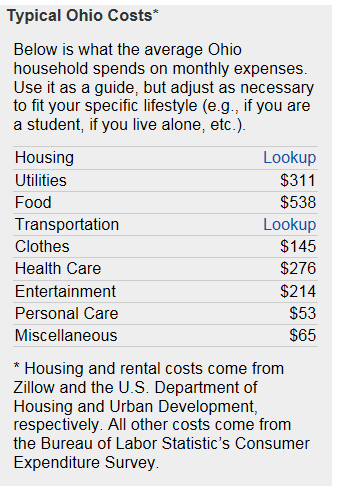 Typical Ohio Costs*
Below is what the average Ohio
household spends on monthly expenses.
Use it as a guide, but adjust as necessary
to fit your specific lifestyle (e.g., if you are
a student, if you live alone, etc.).
Housing Lookup
Utilities $311
Food $538
Transportation Lookup
Clothes $145
Health Care $276
Entertainment $214
Personal Care $53
Miscellaneous $65
* Housing and rental costs come from
Zillow and the U.S. Department of
Housing and Urban Development,
respectively. All other costs come from
the Bureau of Labor Statistic's Consumer
Expenditure Survey.